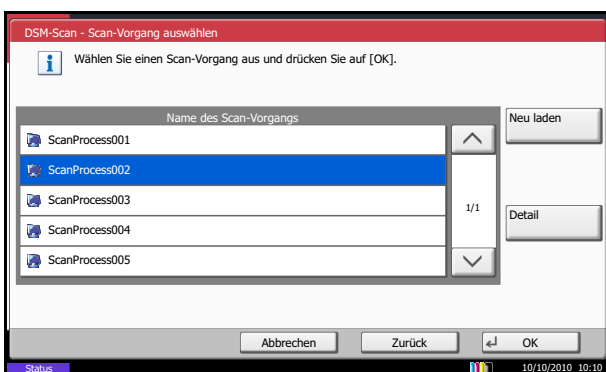 DSM-Scan - Scan-Vorgang auswählen
Wählen Sie einen Scan-Vorgang aus und drücken Sie auf [OK].
Name des Scan-Vorgangs
Neu laden
ScanProcess001
ScanProcess002
ScanProcess003
1/1
Detail
ScanProcess004
ScanProcess005
Abbrechen
Zurück
OK
Status
10/10/2010 10:10